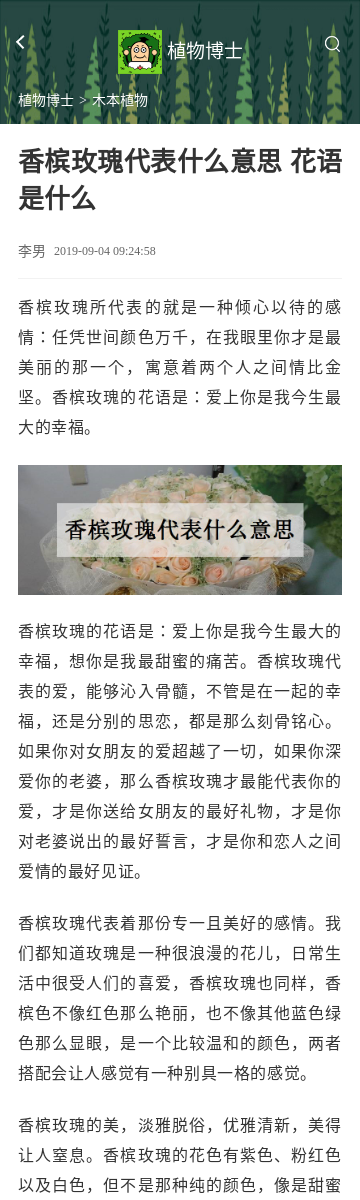 植物博士
植物博士 > 木本植物
香槟玫瑰代表什么意思 花语
是什么
李男 2019-09-04 09:24:58
香槟玫瑰所代表的就是一种倾心以待的感
情：任凭世间颜色万千，在我眼里你才是最
美丽的那一个，寓意着两个人之间情比金
坚。香槟玫瑰的花语是：爱上你是我今生最
大的幸福。
香槟玫瑰代表什么意思
香槟玫瑰的花语是：爱上你是我今生最大的
幸福，想你是我最甜蜜的痛苦。香槟玫瑰代
表的爱，能够沁入骨髓，不管是在一起的幸
福，还是分别的思恋，都是那么刻骨铭心。
如果你对女朋友的爱超越了一切，如果你深
爱你的老婆，那么香槟玫瑰才最能代表你的
爱，才是你送给女朋友的最好礼物，才是你
对老婆说出的最好誓言，才是你和恋人之间
爱情的最好见证。
香槟玫瑰代表着那份专一且美好的感情。我
们都知道玫瑰是一种很浪漫的花儿，日常生
活中很受人们的喜爱，香槟玫瑰也同样，香
槟色不像红色那么艳丽，也不像其他蓝色绿
色那么显眼，是一个比较温和的颜色，两者
搭配会让人感觉有一种别具一格的感觉。
香槟玫瑰的美，淡雅脱俗，优雅清新，美得
让人窒息。香槟玫瑰的花色有紫色、粉红色
以及白色，但不是那种纯的颜色，像是甜蜜